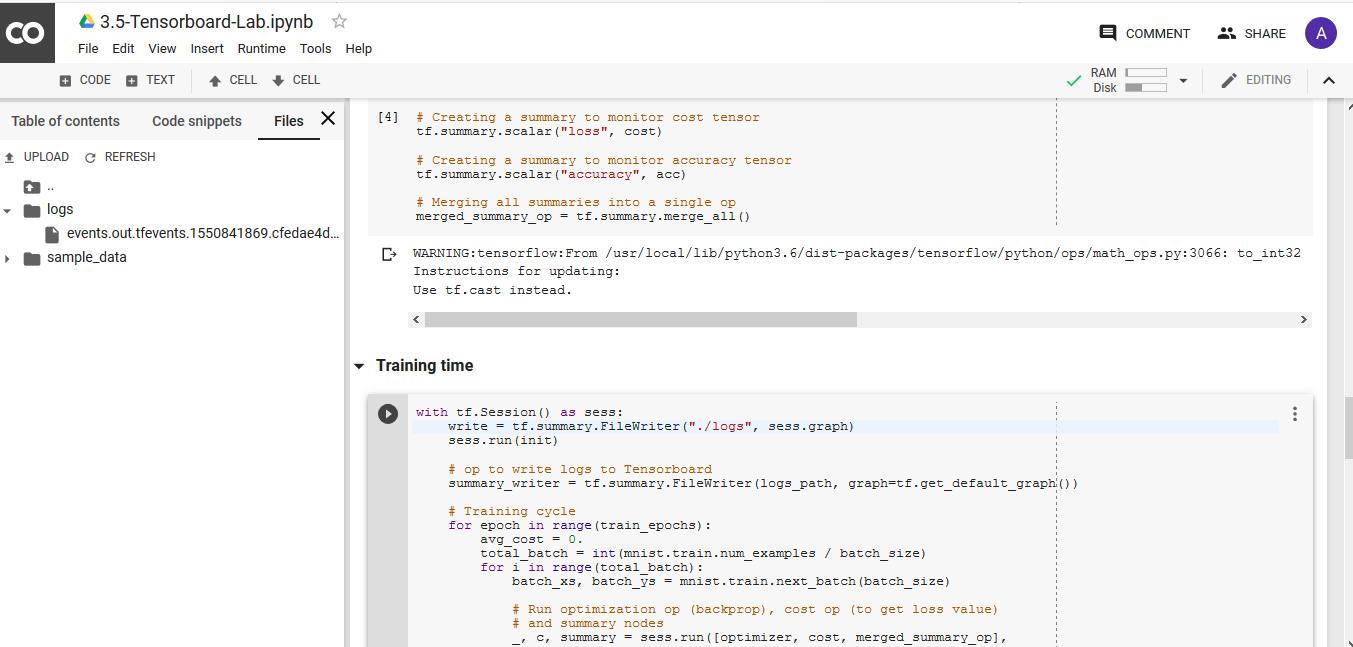 CO 3.5-Tensorboard-Lab.ipynb
File Edit View Insert Runtime Tools Help
COMMENT SHARE A
CODE TEXT CELL CELL
RAM
Disk
EDITING
Table of contents Code snippets Files
UPLOAD REFRESH
..
logs
events.out.tfevents.1550841869.cfedae4d...
sample_data
[4] # Creating a summary to monitor cost tensor
tf.summary.scalar("loss", cost)
# Creating a summary to monitor accuracy tensor
tf.summary.scalar("accuracy", acc)
# Merging all summaries into a single op
merged_summary_op = tf.summary.merge_all()
WARNING:tensorflow:From /usr/local/lib/python3.6/dist-packages/tensorflow/python/ops/math_ops.py:3066: to_int32
Instructions for updating:
Use tf.cast instead.
Training time
with tf.Session() as sess:
    write = tf.summary.FileWriter("./logs", sess.graph)
    sess.run(init)
    # op to write logs to Tensorboard
    summary_writer = tf.summary.FileWriter(logs_path, graph=tf.get_default_graph())
    # Training cycle
    for epoch in range(train_epochs):
        avg_cost = 0.
        total_batch = int(mnist.train.num_examples / batch_size)
        for i in range(total_batch):
            batch_xs, batch_ys = mnist.train.next_batch(batch_size)
            # Run optimization op (backprop), cost op (to get loss value)
            # and summary nodes
            _, c, summary = sess.run([optimizer, cost, merged_summary_op],